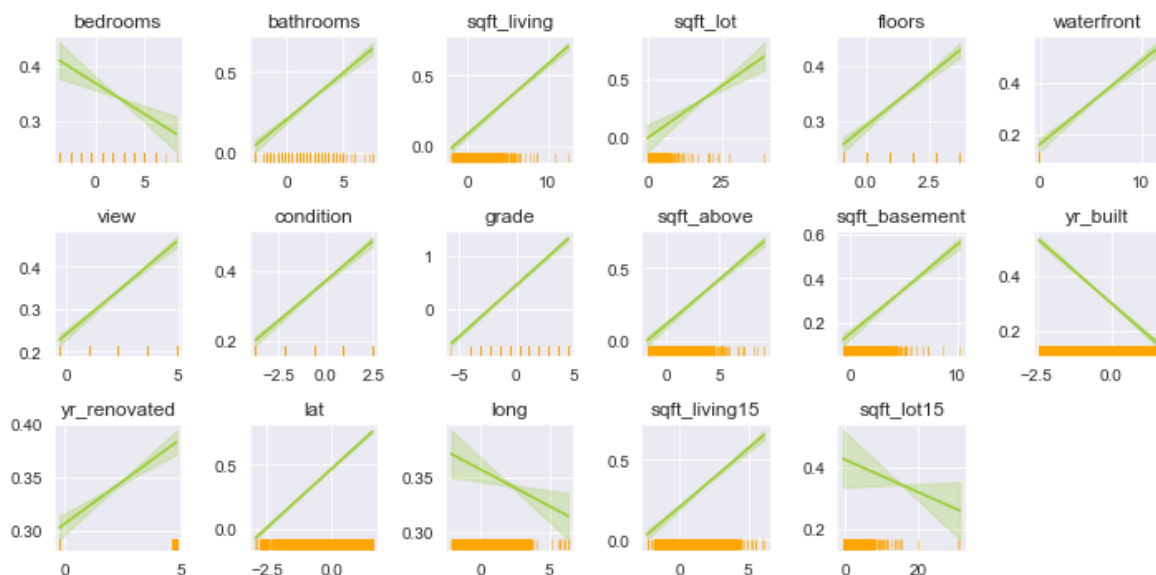 bedrooms bathrooms sqft_living sqft_lot floors waterfront
0.4 0.3 0.5 0.0 0.5 0.0 0.5 0.0 0.4 0.3 0.4 0.2
0 5 0 5 0 10 0 25 0.0 2.5 0 10
view condition grade sqft_above sqft_basement yr_built
0.4 0.3 0.2 0.4 0.3 0.2 1 0 0.5 0.0 0.6 0.4 0.2 0.4 0.2
0 5 −2.5 0.0 2.5 −5 0 5 0 5 0 10 −2.5 0.0
yr_renovated lat long sqft_living15 sqft_lot15
0.40 0.35 0.30 0.5 0.0 0.35 0.30 0.5 0.0 0.4 0.2
0 5 −2.5 0.0 0 5 0 5 0 20